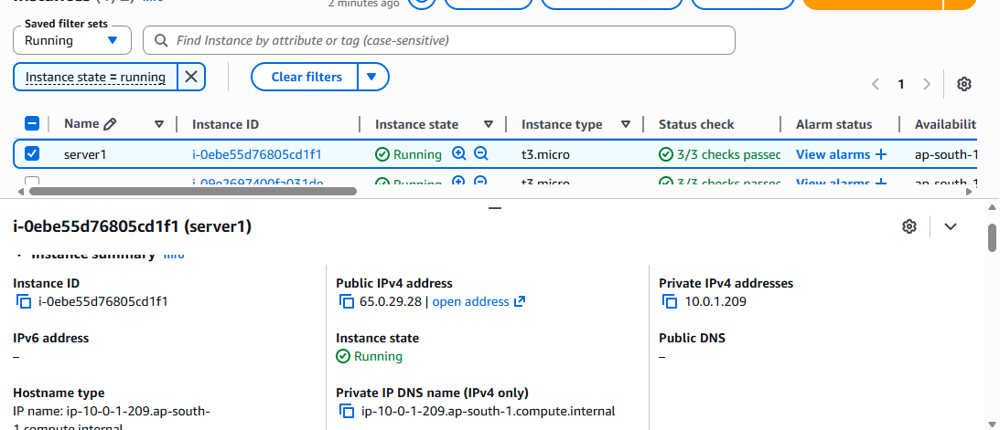 Instances (1/2) Info
2 minutes ago
Saved filter sets
Running
Find Instance by attribute or tag (case-sensitive)
Instance state = running
Clear filters
1
Name Instance ID Instance state Instance type Status check Alarm status Availabilit
server1 i-0ebe55d76805cd1f1 Running t3.micro 3/3 checks passec View alarms + ap-south-1
i-09e2697400fa031de Running t3.micro 3/3 checks passec View alarms + ap-south-1
i-0ebe55d76805cd1f1 (server1)
Instance summary Info
Instance ID
i-0ebe55d76805cd1f1
Public IPv4 address
65.0.29.28 | open address
Private IPv4 addresses
10.0.1.209
IPv6 address
–
Instance state
Running
Public DNS
–
Hostname type
IP name: ip-10-0-1-209.ap-south-
1.compute.internal
Private IP DNS name (IPv4 only)
ip-10-0-1-209.ap-south-1.compute.internal